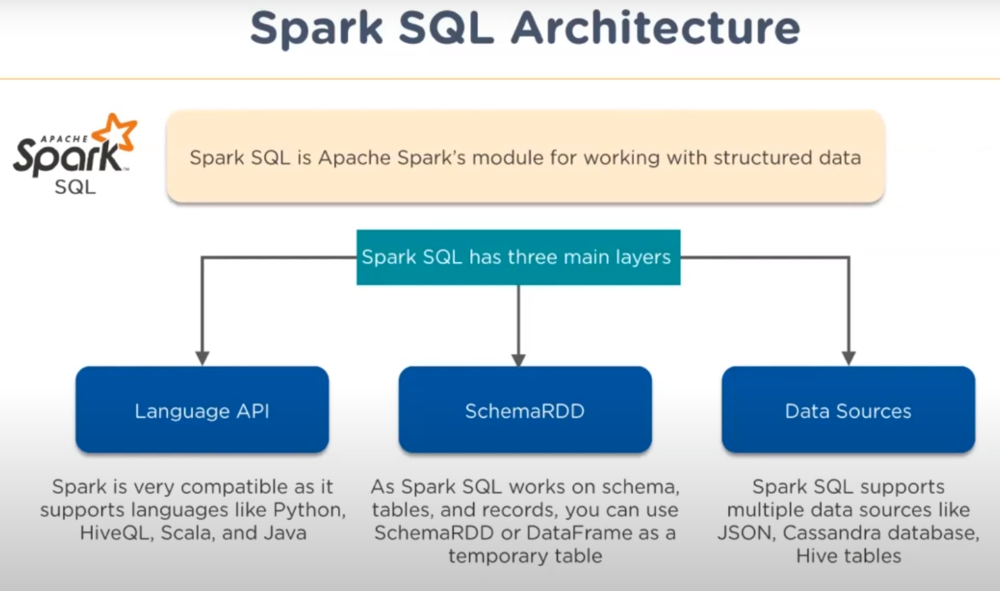 Spark SQL Architecture
APACHE
Spark™
SQL
Spark SQL is Apache Spark's module for working with structured data
Spark SQL has three main layers
Language API
SchemaRDD
Data Sources
Spark is very compatible as it
supports languages like Python,
HiveQL, Scala, and Java
As Spark SQL works on schema,
tables, and records, you can use
SchemaRDD or DataFrame as a
temporary table
Spark SQL supports
multiple data sources like
JSON, Cassandra database,
Hive tables